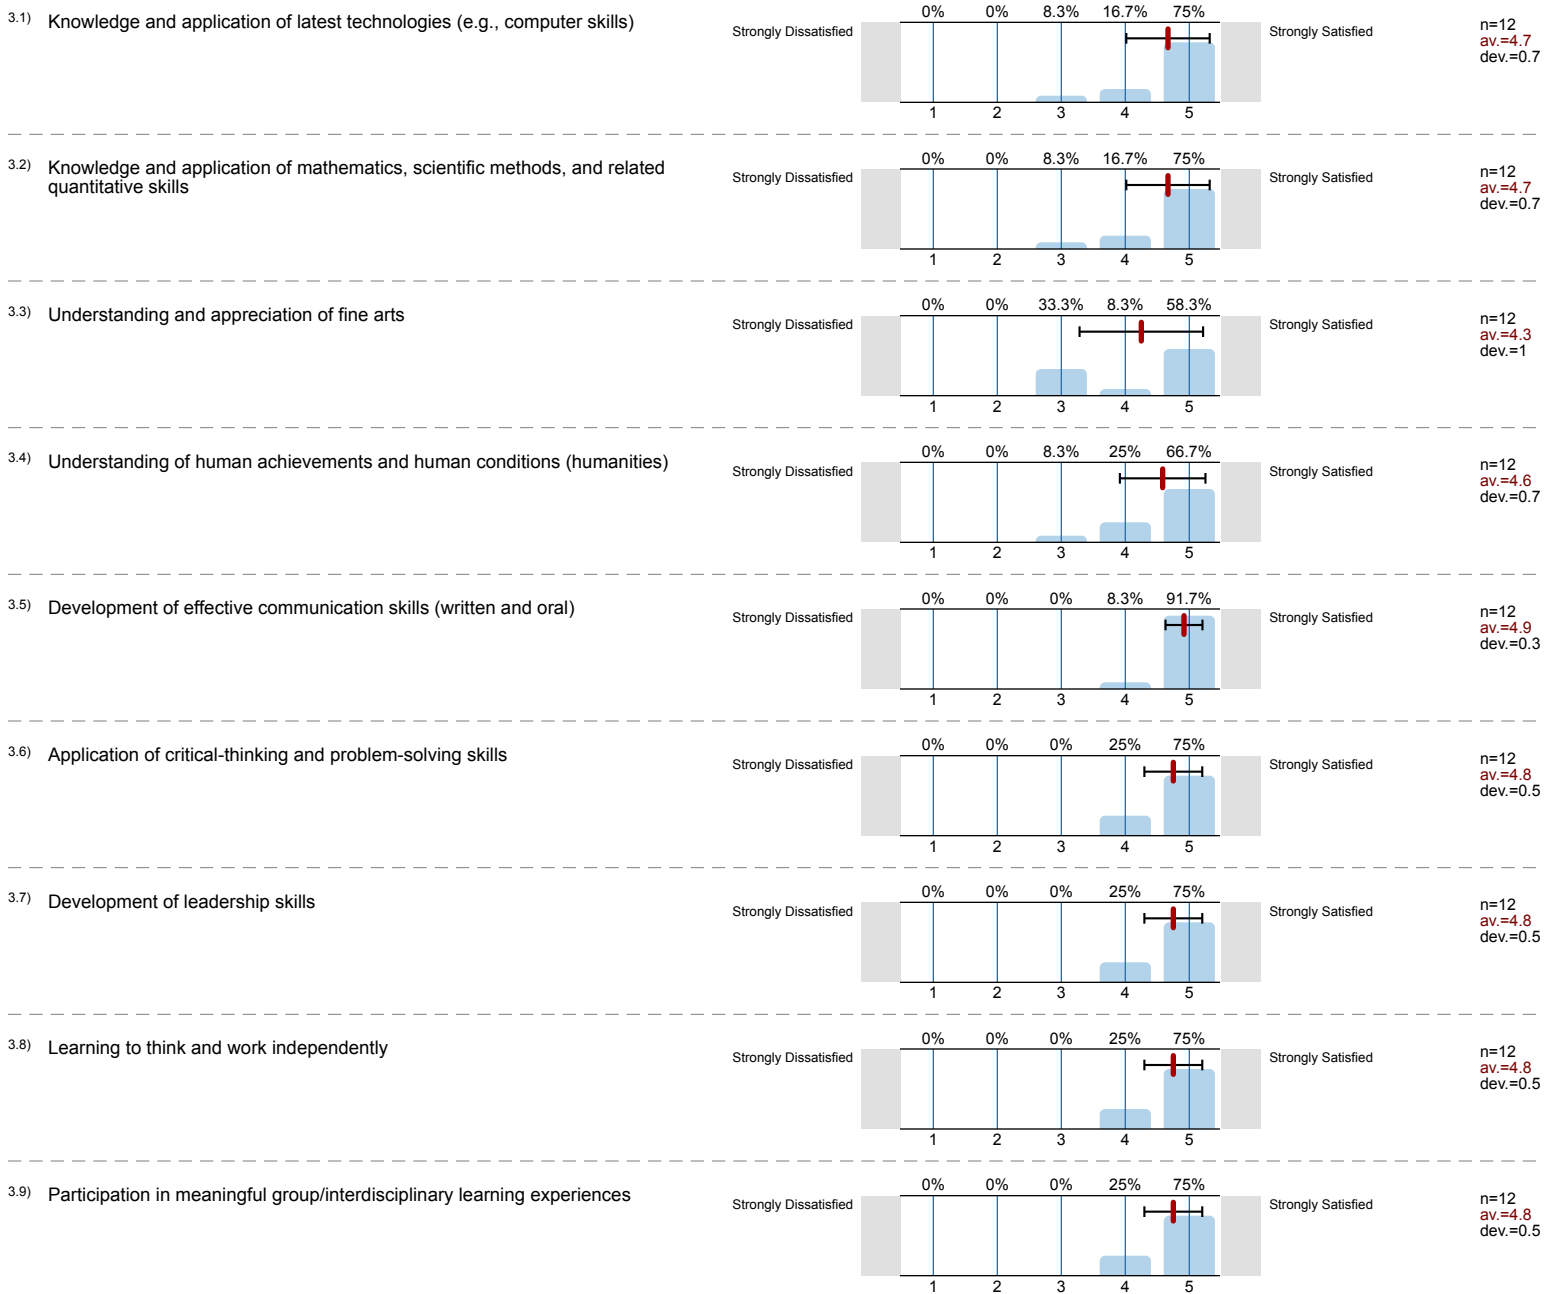 3.1) Knowledge and application of latest technologies (e.g., computer skills)
0% 0% 8.3% 16.7% 75%
Strongly Dissatisfied
Strongly Satisfied
n=12
av.=4.7
dev.=0.7
1 2 3 4 5
3.2) Knowledge and application of mathematics, scientific methods, and related
quantitative skills
0% 0% 8.3% 16.7% 75%
Strongly Dissatisfied
Strongly Satisfied
n=12
av.=4.7
dev.=0.7
1 2 3 4 5
3.3) Understanding and appreciation of fine arts
0% 0% 33.3% 8.3% 58.3%
Strongly Dissatisfied
Strongly Satisfied
n=12
av.=4.3
dev.=1
1 2 3 4 5
3.4) Understanding of human achievements and human conditions (humanities)
0% 0% 8.3% 25% 66.7%
Strongly Dissatisfied
Strongly Satisfied
n=12
av.=4.6
dev.=0.7
1 2 3 4 5
3.5) Development of effective communication skills (written and oral)
0% 0% 0% 8.3% 91.7%
Strongly Dissatisfied
Strongly Satisfied
n=12
av.=4.9
dev.=0.3
1 2 3 4 5
3.6) Application of critical-thinking and problem-solving skills
0% 0% 0% 25% 75%
Strongly Dissatisfied
Strongly Satisfied
n=12
av.=4.8
dev.=0.5
1 2 3 4 5
3.7) Development of leadership skills
0% 0% 0% 25% 75%
Strongly Dissatisfied
Strongly Satisfied
n=12
av.=4.8
dev.=0.5
1 2 3 4 5
3.8) Learning to think and work independently
0% 0% 0% 25% 75%
Strongly Dissatisfied
Strongly Satisfied
n=12
av.=4.8
dev.=0.5
1 2 3 4 5
3.9) Participation in meaningful group/interdisciplinary learning experiences
0% 0% 0% 25% 75%
Strongly Dissatisfied
Strongly Satisfied
n=12
av.=4.8
dev.=0.5
1 2 3 4 5